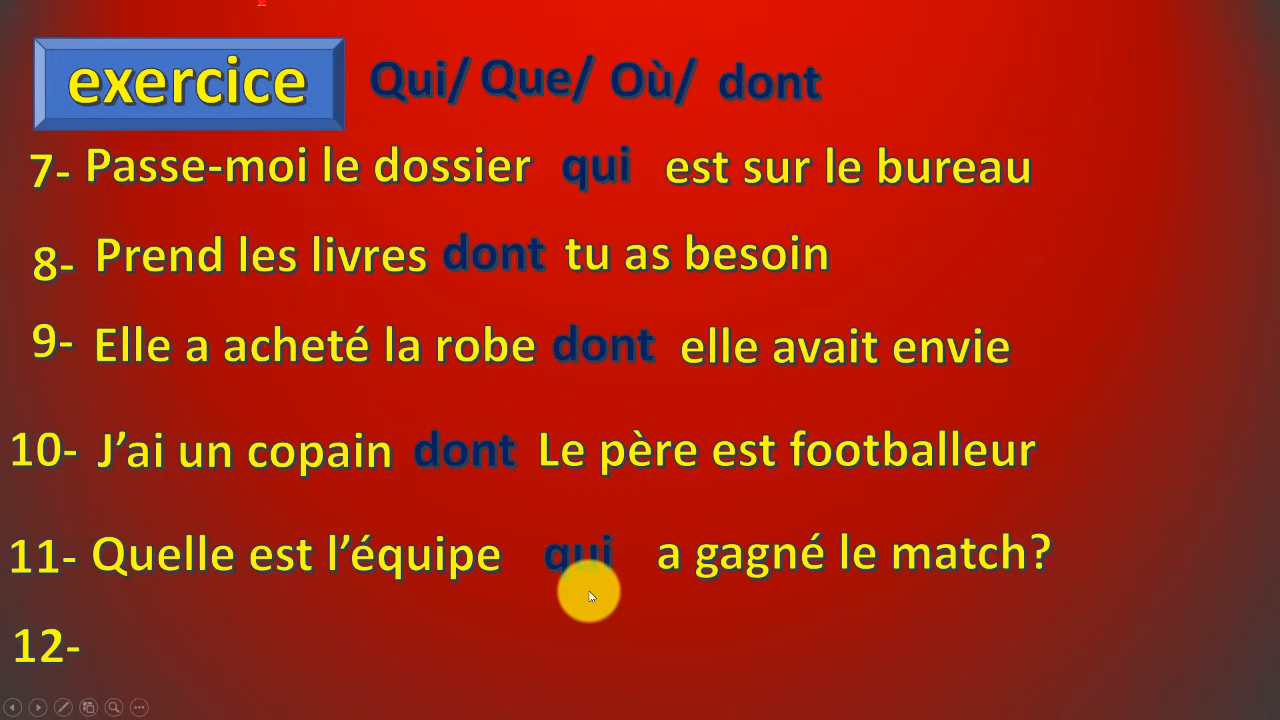 exercice Qui/ Que/ Où/ dont
7- Passe-moi le dossier qui est sur le bureau
8- Prend les livres dont tu as besoin
9- Elle a acheté la robe dont elle avait envie
10- J’ai un copain dont Le père est footballeur
11- Quelle est l’équipe qui a gagné le match?
12-